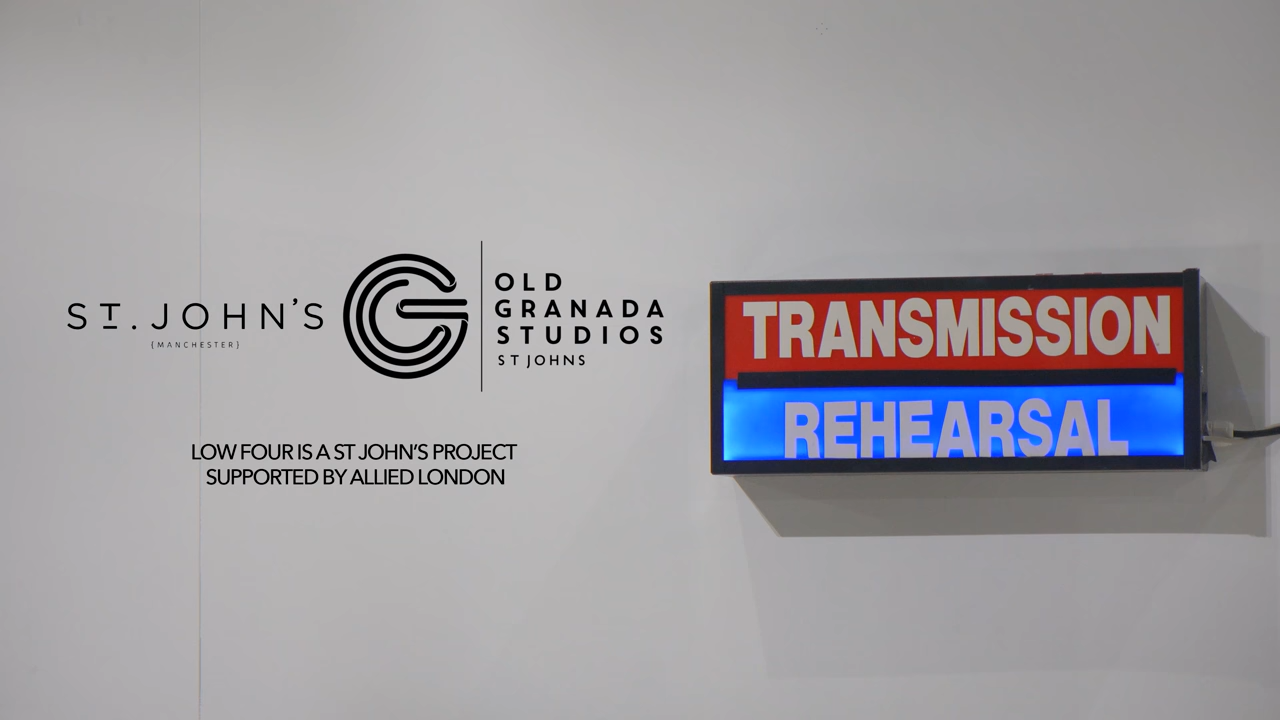 ST. JOHN'S
{MANCHESTER}
OLD
GRANADA
STUDIOS
ST JOHNS
LOW FOUR IS A ST JOHN'S PROJECT
SUPPORTED BY ALLIED LONDON
TRANSMISSION
REHEARSAL